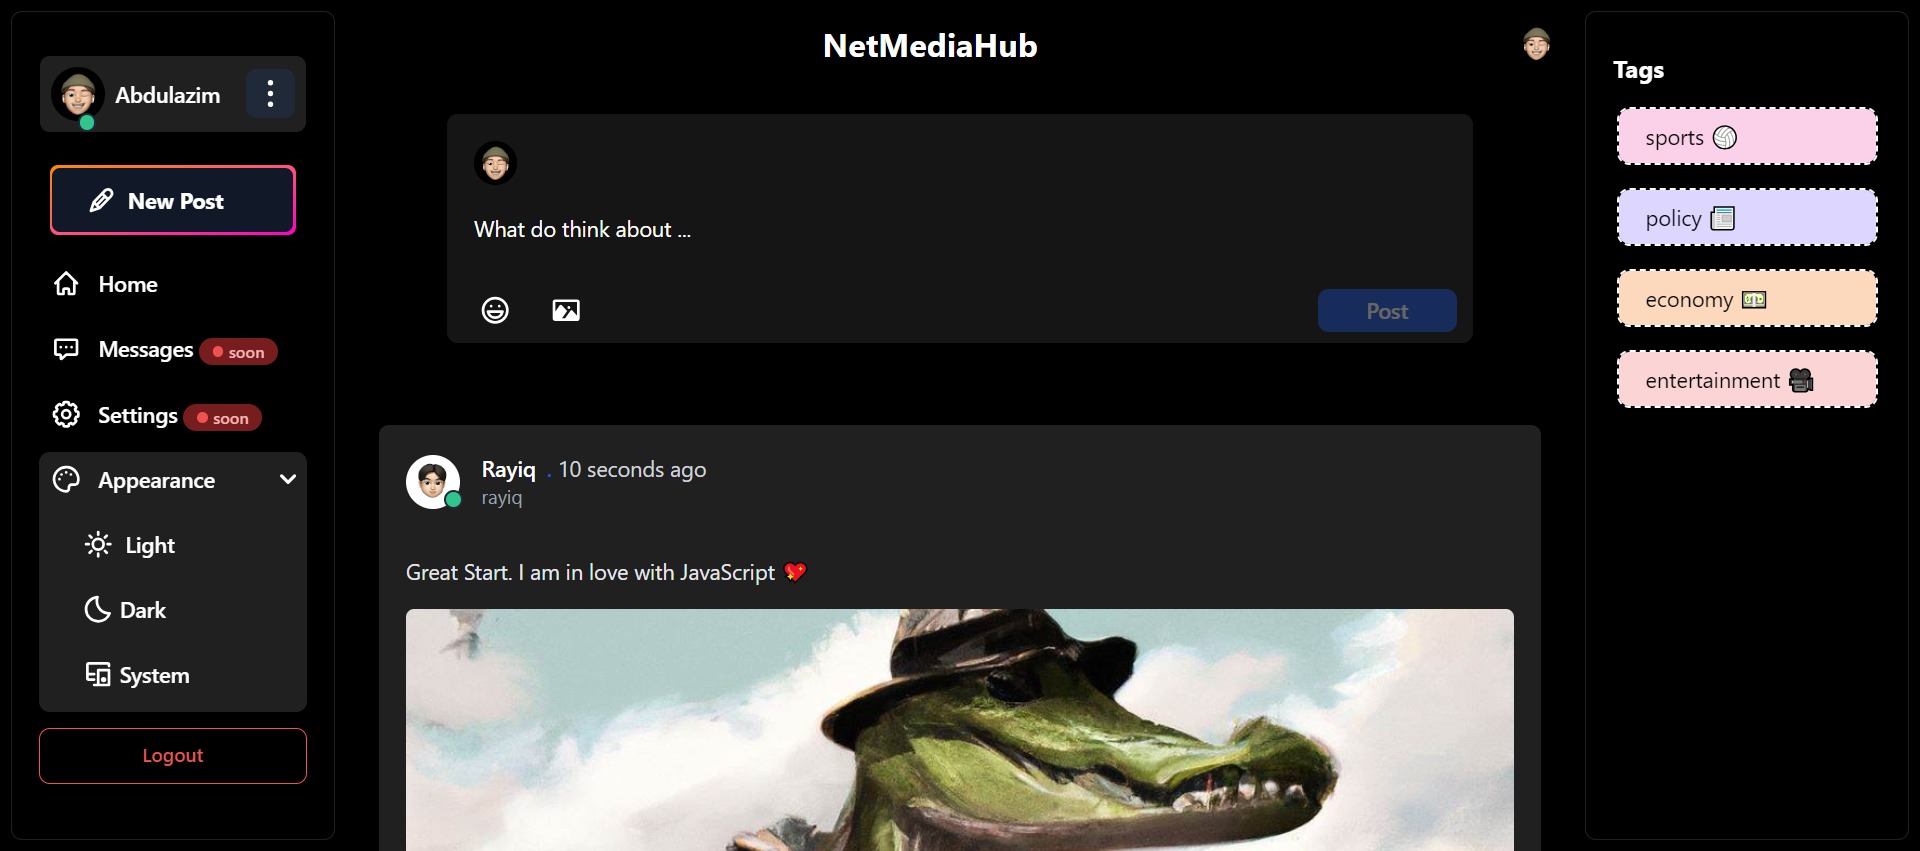 Abdulazim
New Post
Home
Messages soon
Settings soon
Appearance
Light
Dark
System
Logout
NetMediaHub
What do think about ...
Post
Rayiq . 10 seconds ago
rayiq
Great Start. I am in love with JavaScript 💖
Tags
sports 🏐
policy 📰
economy 💵
entertainment 🎥